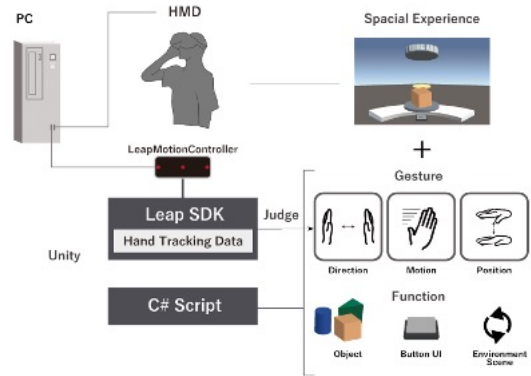 PC
HMD
Spacial Experience
LeapMotionController
Gesture
Leap SDK
Judge
Hand Tracking Data
Unity
Direction
Motion
Position
Function
C# Script
Object
Button UI
Environment
Scene